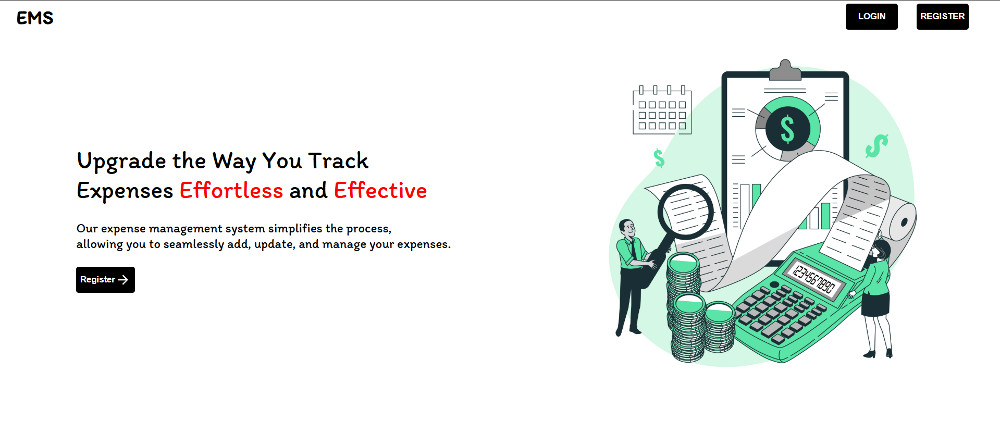 EMS
LOGIN
REGISTER
Upgrade the Way You Track
Expenses Effortless and Effective
Our expense management system simplifies the process,
allowing you to seamlessly add, update, and manage your expenses.
Register
$
$
$
1234567890